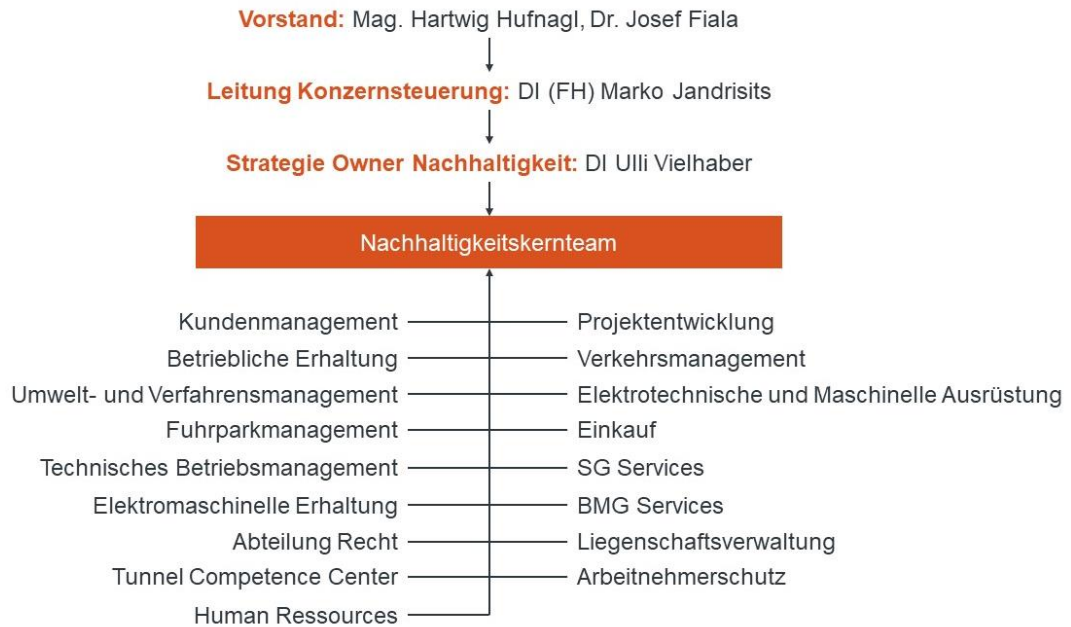 Vorstand: Mag. Hartwig Hufnagl, Dr. Josef Fiala
Leitung Konzernsteuerung: DI (FH) Marko Jandrisits
Strategie Owner Nachhaltigkeit: DI Ulli Vielhaber
Nachhaltigkeitskernteam
Kundenmanagement
Projektentwicklung
Betriebliche Erhaltung
Verkehrsmanagement
Umwelt- und Verfahrensmanagement
Elektrotechnische und Maschinelle Ausrüstung
Fuhrparkmanagement
Einkauf
Technisches Betriebsmanagement
SG Services
Elektromaschinelle Erhaltung
BMG Services
Abteilung Recht
Liegenschaftsverwaltung
Tunnel Competence Center
Arbeitnehmerschutz
Human Ressources